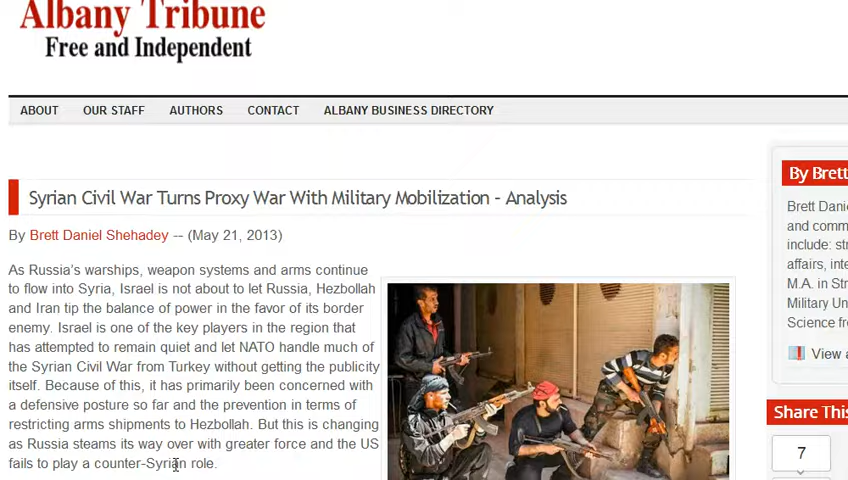 Albany Tribune
Free and Independent
ABOUT OUR STAFF AUTHORS CONTACT ALBANY BUSINESS DIRECTORY
Syrian Civil War Turns Proxy War With Military Mobilization - Analysis
By Brett Daniel Shehadey -- (May 21, 2013)
As Russia's warships, weapon systems and arms continue
to flow into Syria, Israel is not about to let Russia, Hezbollah
and Iran tip the balance of power in the favor of its border
enemy. Israel is one of the key players in the region that
has attempted to remain quiet and let NATO handle much of
the Syrian Civil War from Turkey without getting the publicity
itself. Because of this, it has primarily been concerned with
a defensive posture so far and the prevention in terms of
restricting arms shipments to Hezbollah. But this is changing
as Russia steams its way over with greater force and the US
fails to play a counter-Syrian role.
By Brett
Brett Dani
and comm
include: st
affairs, inte
M.A. in Str
Military Un
Science fr
View a
Share This
7